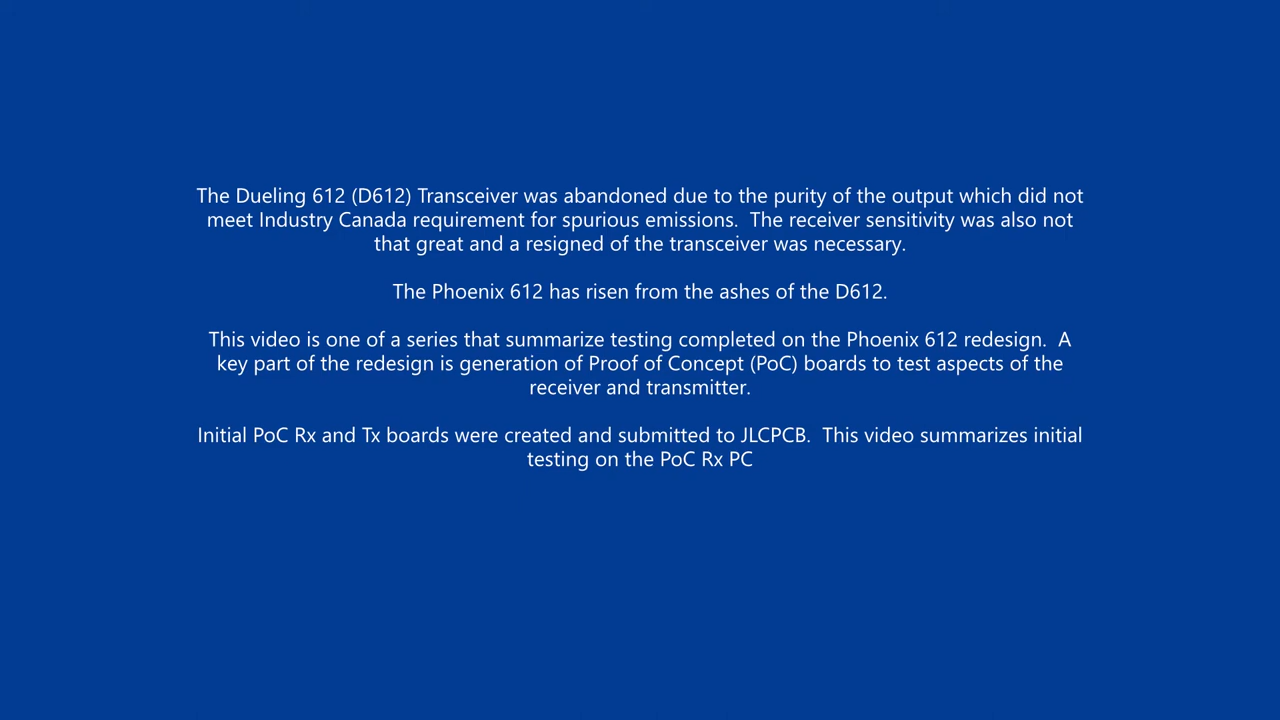 The Dueling 612 (D612) Transceiver was abandoned due to the purity of the output which did not
meet Industry Canada requirement for spurious emissions.  The receiver sensitivity was also not
that great and a resigned of the transceiver was necessary.
The Phoenix 612 has risen from the ashes of the D612.
This video is one of a series that summarize testing completed on the Phoenix 612 redesign.  A
key part of the redesign is generation of Proof of Concept (PoC) boards to test aspects of the
receiver and transmitter.
Initial PoC Rx and Tx boards were created and submitted to JLCPCB.  This video summarizes initial
testing on the PoC Rx PC